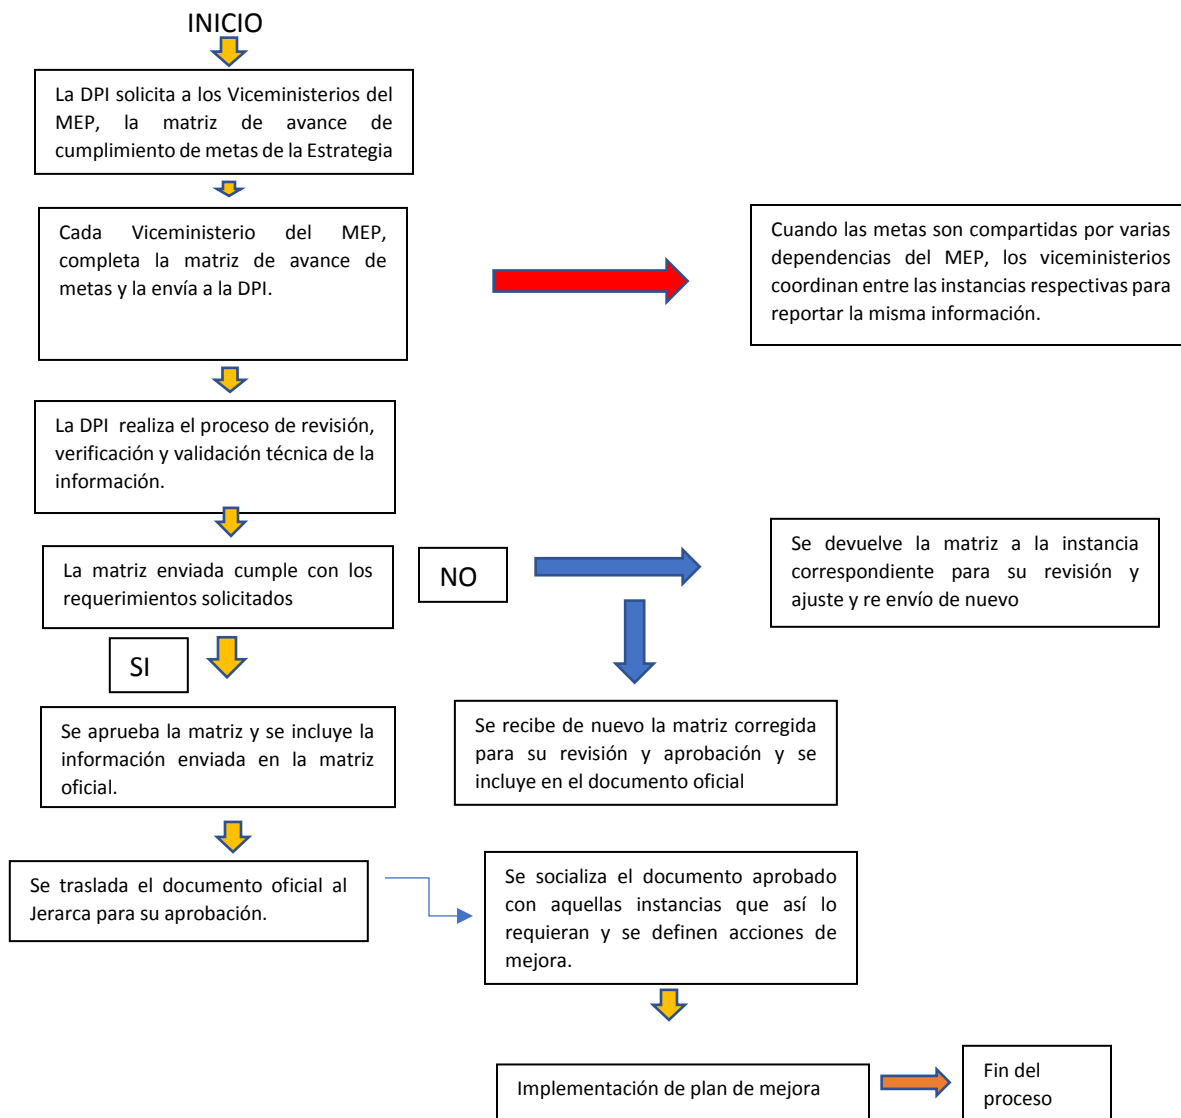 INICIO
La DPI solicita a los Viceministerios del
MEP, la matriz de avance de
cumplimiento de metas de la Estrategia
Cada Viceministerio del MEP,
completa la matriz de avance de
metas y la envía a la DPI.
Cuando las metas son compartidas por varias
dependencias del MEP, los viceministerios
coordinan entre las instancias respectivas para
reportar la misma información.
La DPI realiza el proceso de revisión,
verificación y validación técnica de la
información.
La matriz enviada cumple con los
requerimientos solicitados
NO
Se devuelve la matriz a la instancia
correspondiente para su revisión y
ajuste y re envío de nuevo
SI
Se aprueba la matriz y se incluye la
información enviada en la matriz
oficial.
Se recibe de nuevo la matriz corregida
para su revisión y aprobación y se
incluye en el documento oficial
Se traslada el documento oficial al
Jerarca para su aprobación.
Se socializa el documento aprobado
con aquellas instancias que así lo
requieran y se definen acciones de
mejora.
Implementación de plan de mejora
Fin del
proceso